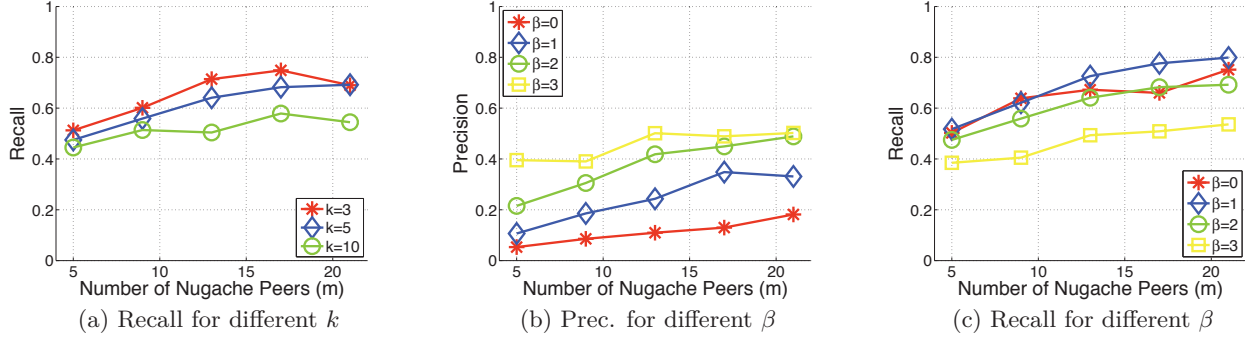 1
0.8
0.6
0.4
0.2
0
Recall
5
10
15
20
Number of Nugache Peers (m)
k=3
k=5
k=10
(a) Recall for different k
1
0.8
0.6
0.4
0.2
0
Precision
5
10
15
20
Number of Nugache Peers (m)
β=0
β=1
β=2
β=3
(b) Prec. for different β
1
0.8
0.6
0.4
0.2
0
Recall
5
10
15
20
Number of Nugache Peers (m)
β=0
β=1
β=2
β=3
(c) Recall for different β